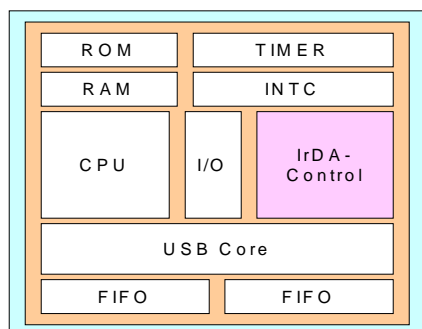 ROM
TIMER
RAM
INTC
CPU
I/O
IrDA-
Control
USB Core
FIFO
FIFO